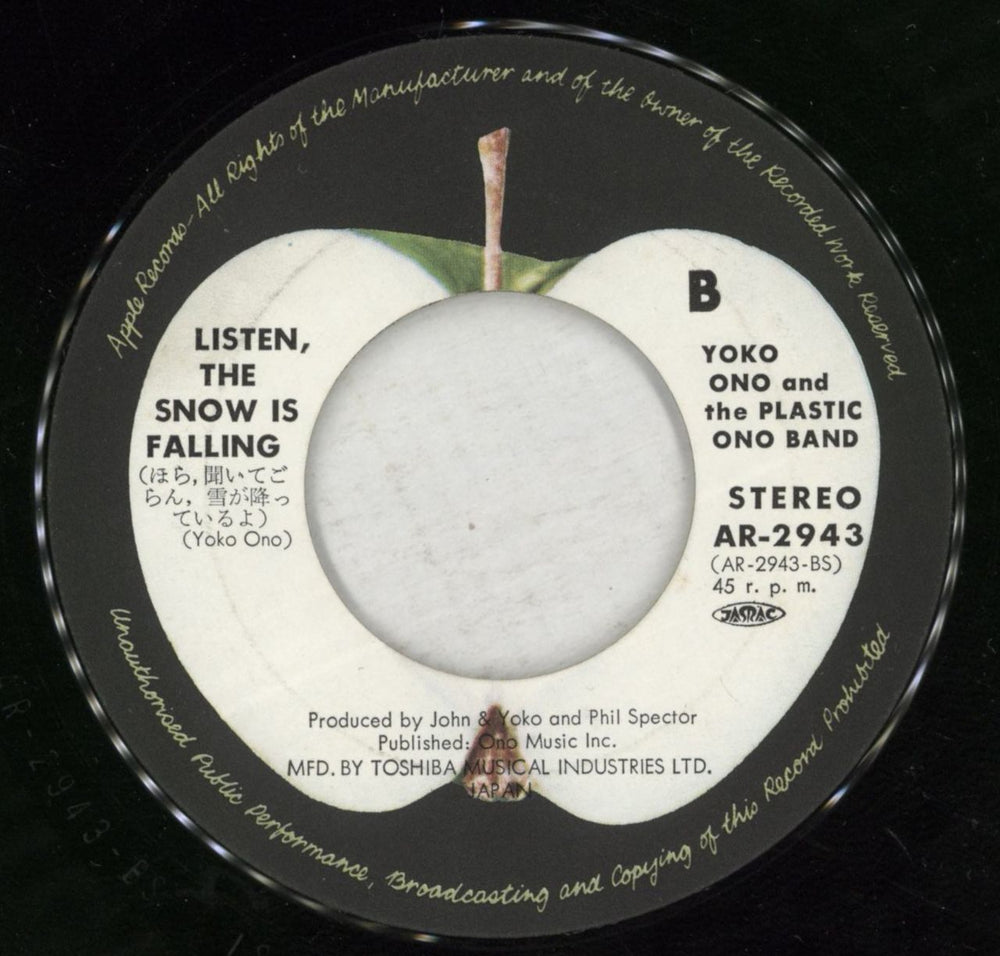 Apple Records-All Rights of the Manufacturer and of the Owner of the Recorded Work Reserved
LISTEN,
THE
SNOW IS
FALLING
(ほら,聞いてご
らん,雪が降っ
ているよ)
(Yoko Ono)
B
YOKO
ONO and
the PLASTIC
ONO BAND
STEREO
AR-2943
(AR-2943-BS)
45 r. p. m.
JASRAC
Produced by John & Yoko and Phil Spector
Published: Ono Music Inc.
MFD. BY TOSHIBA MUSICAL INDUSTRIES LTD.
JAPAN
Unauthorised Public Performance, Broadcasting and Copying of this Record Prohibited